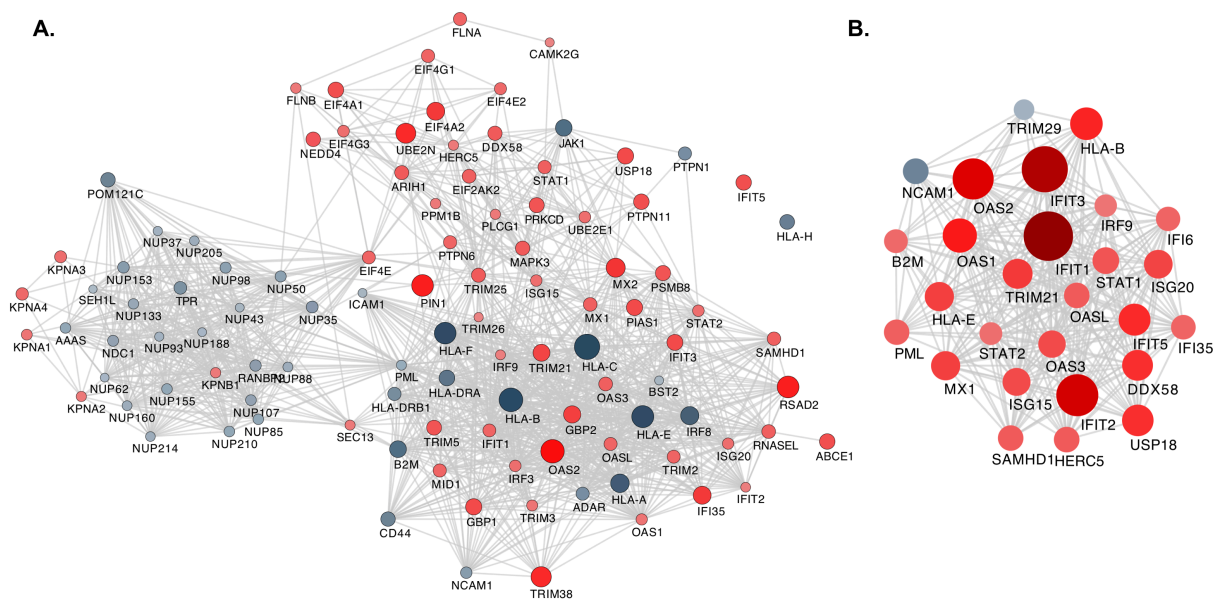 A.
B.
FLNA
CAMK2G
EIF4G1
FLNB
EIF4A1
EIF4E2
EIF4A2
EIF4G3
UBE2N
DDX58
JAK1
NEDD4
HERC5
USP18
PTPN1
STAT1
ARIH1
EIF2AK2
IFIT5
POM121C
PPM1B
PLCG1
PRKCD
UBE2E1
PTPN11
HLA-H
NUP37
NUP205
PTPN6
MAPK3
KPNA3
EIF4E
NUP153
NUP98
NUP50
TRIM25
ISG15
MX2
PSMB8
KPNA4
SEH1L
TPR
ICAM1
PIN1
NUP133
NUP43
NUP35
MX1
PIAS1
STAT2
TRIM26
KPNA1
AAAS
NDC1
NUP93
NUP188
HLA-F
HLA-C
IFIT3
SAMHD1
IRF9
TRIM21
NUP62
KPNB1
RANBP2
NUP88
PML
HLA-DRA
OAS3
BST2
RSAD2
KPNA2
NUP155
HLA-DRB1
NUP160
NUP107
HLA-B
GBP2
HLA-E
IRF8
NUP214
NUP210
NUP85
SEC13
TRIM5
IFIT1
RNASEL
ABCE1
B2M
OAS2
OASL
TRIM2
ISG20
MID1
IRF3
HLA-A
IFIT2
GBP1
TRIM3
ADAR
IFI35
CD44
OAS1
NCAM1
TRIM38
TRIM29
HLA-B
NCAM1
OAS2
IFIT3
IRF9
IFI6
B2M
OAS1
IFIT1
STAT1
ISG20
TRIM21
HLA-E
OASL
IFIT5
IFI35
PML
STAT2
OAS3
MX1
ISG15
DDX58
IFIT2
USP18
SAMHD1
HERC5